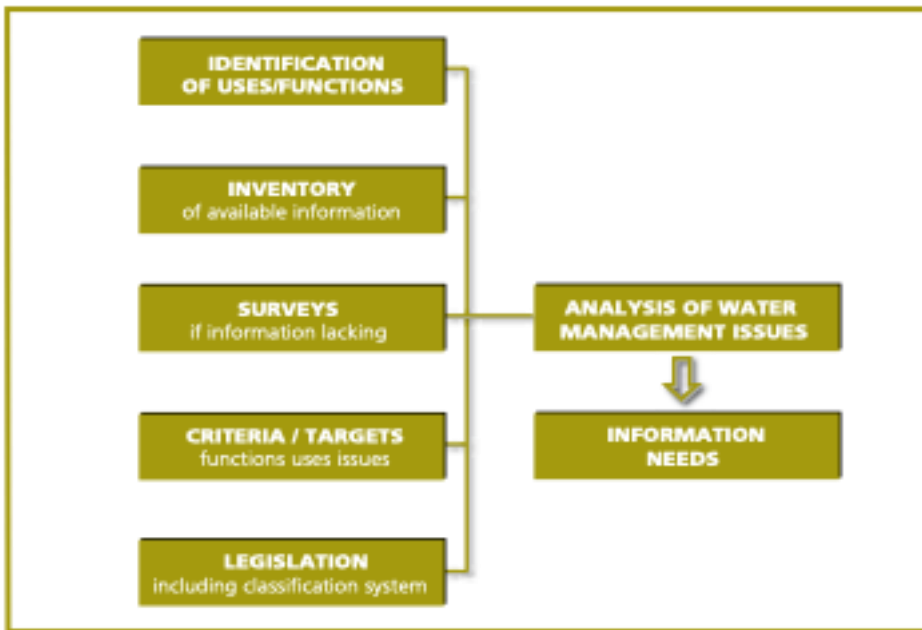 IDENTIFICATION
OF USES/FUNCTIONS
INVENTORY
of available information
SURVEYS
if information lacking
CRITERIA / TARGETS
functions uses issues
LEGISLATION
including classification system
ANALYSIS OF WATER
MANAGEMENT ISSUES
INFORMATION
NEEDS